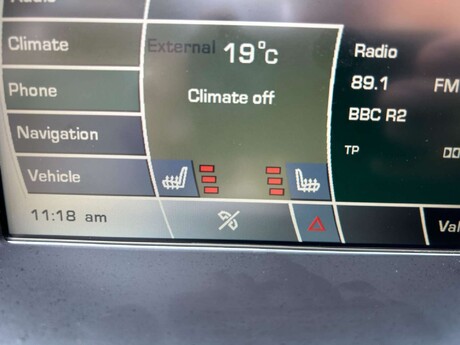 Climate
Phone
Navigation
Vehicle
11:18 am
External 19°C
Climate off
Radio
89.1 FM
BBC R2
TP